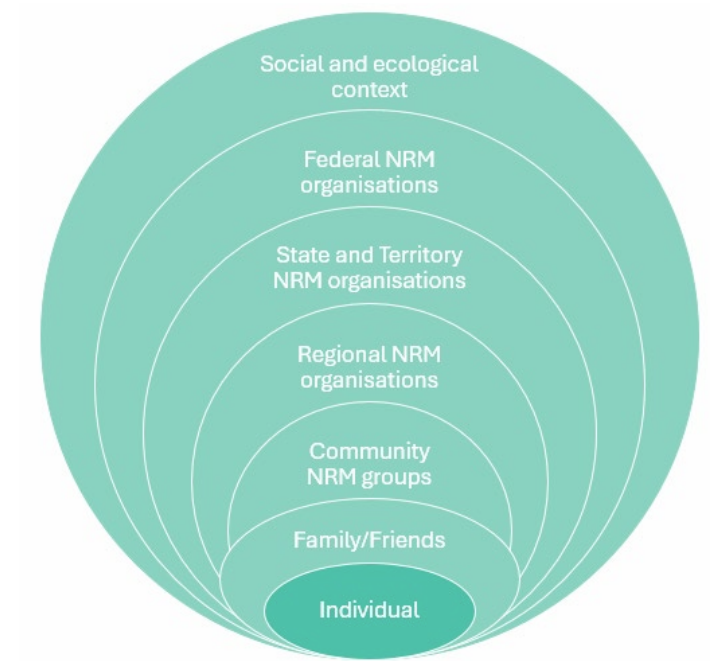 Social and ecological
context
Federal NRM
organisations
State and Territory
NRM organisations
Regional NRM
organisations
Community
NRM groups
Family/Friends
Individual